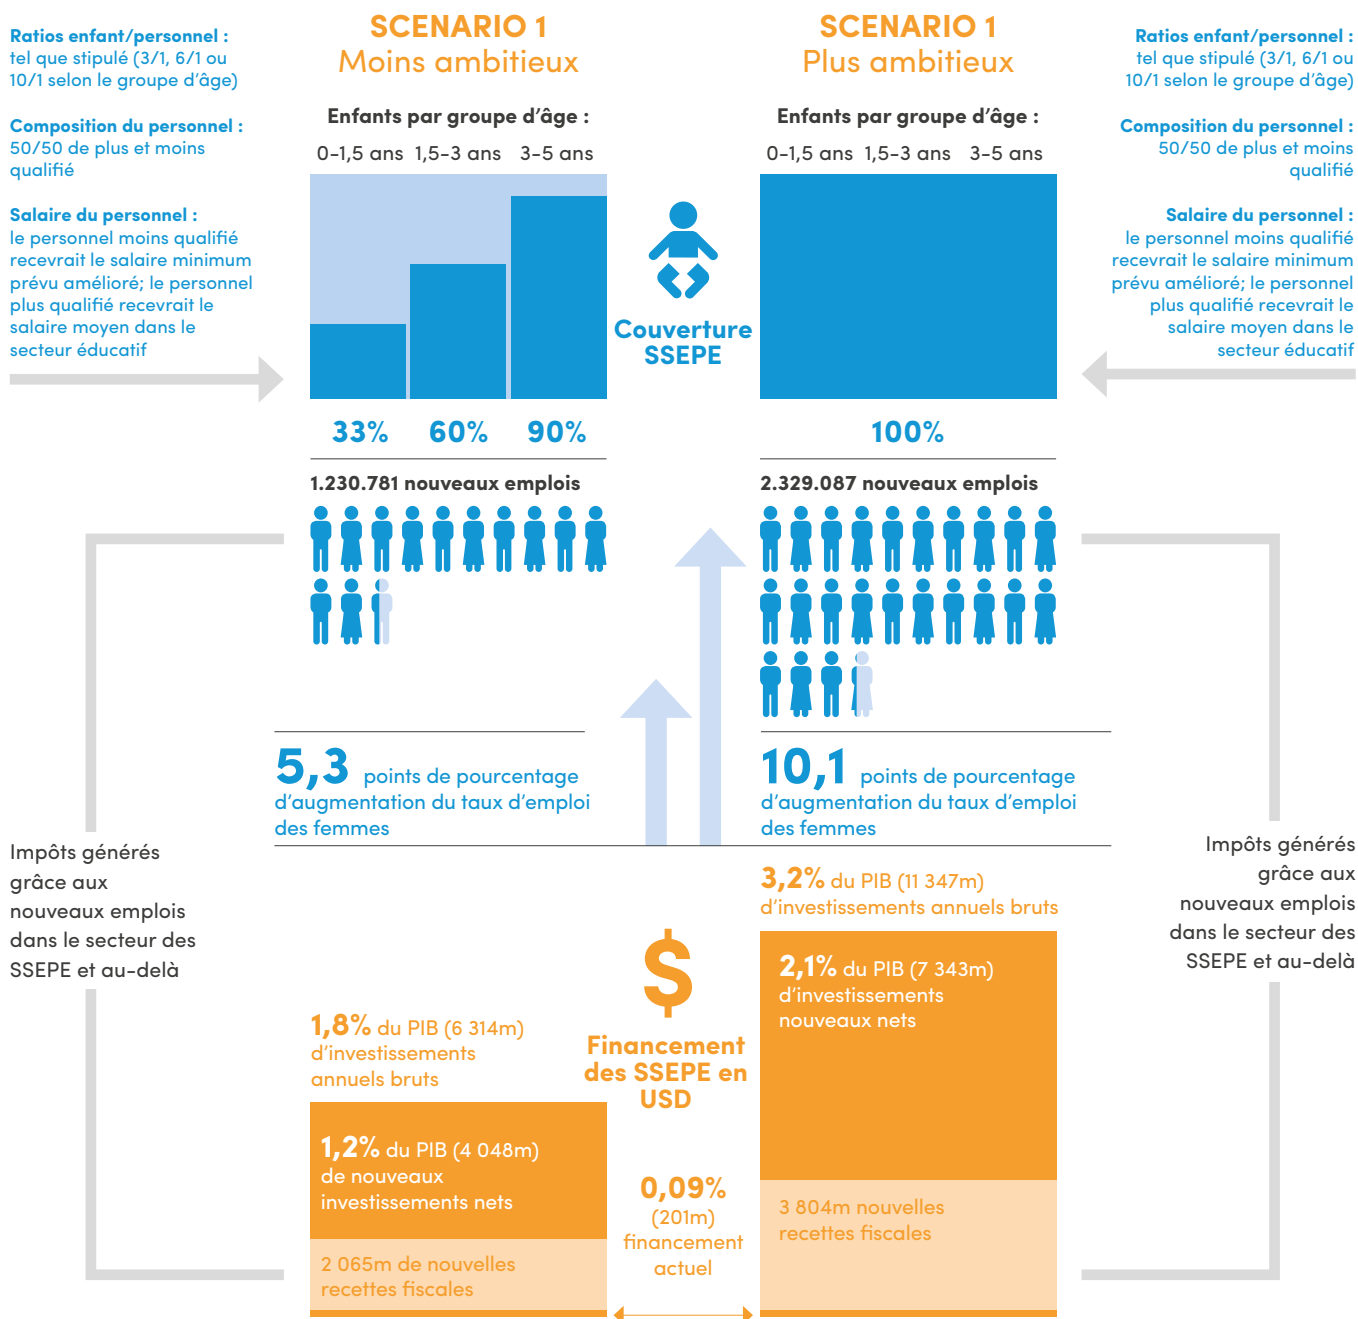 Ratios enfant/personnel :
tel que stipulé (3/1, 6/1 ou
10/1 selon le groupe d'âge)
Composition du personnel :
50/50 de plus et moins
qualifié
Salaire du personnel :
le personnel moins qualifié
recevrait le salaire minimum
prévu amélioré; le personnel
plus qualifié recevrait le
salaire moyen dans le
secteur éducatif
SCENARIO 1
Moins ambitieux
Enfants par groupe d'âge :
0-1,5 ans 1,5-3 ans 3-5 ans
33% 60% 90%
1.230.781 nouveaux emplois
5,3 points de pourcentage
d'augmentation du taux d'emploi
des femmes
Couverture
SSEPE
SCENARIO 1
Plus ambitieux
Enfants par groupe d'âge :
0-1,5 ans 1,5-3 ans 3-5 ans
100%
2.329.087 nouveaux emplois
10,1 points de pourcentage
d'augmentation du taux d'emploi
des femmes
Ratios enfant/personnel :
tel que stipulé (3/1, 6/1 ou
10/1 selon le groupe d'âge)
Composition du personnel :
50/50 de plus et moins
qualifié
Salaire du personnel :
le personnel moins qualifié
recevrait le salaire minimum
prévu amélioré; le personnel
plus qualifié recevrait le
salaire moyen dans le
secteur éducatif
Impôts générés
grâce aux
nouveaux emplois
dans le secteur des
SSEPE et au-delà
1,8% du PIB (6 314m)
d'investissements
annuels bruts
1,2% du PIB (4 048m)
de nouveaux
investissements nets
2 065m de nouvelles
recettes fiscales
$
Financement
des SSEPE en
USD
0,09%
(201m)
financement
actuel
3,2% du PIB (11 347m)
d'investissements annuels bruts
2,1% du PIB (7 343m)
d'investissements
nouveaux nets
3 804m nouvelles
recettes fiscales
Impôts générés
grâce aux
nouveaux emplois
dans le secteur des
SSEPE et au-delà